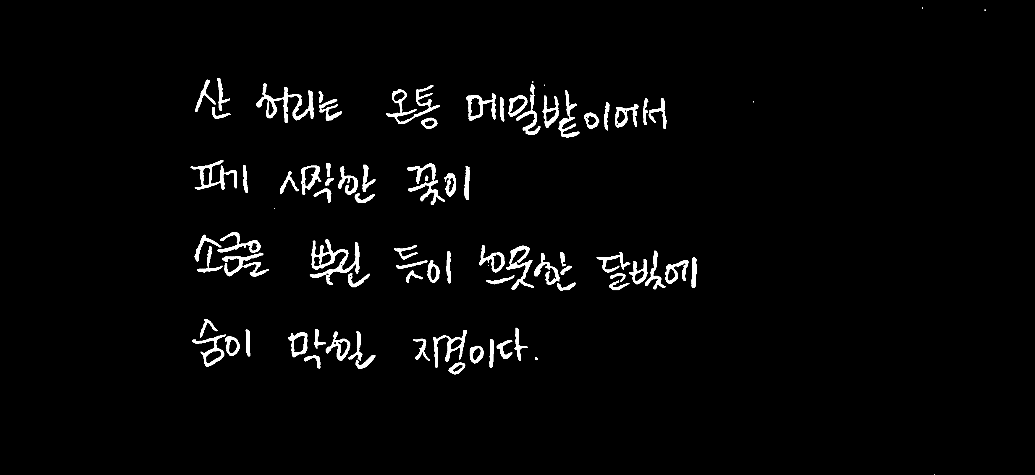 산 허리는 온통 메밀밭이어서
피기 시작한 꽃이
소금을 뿌린 듯이 흐뭇한 달빛에
숨이 막힐 지경이다.